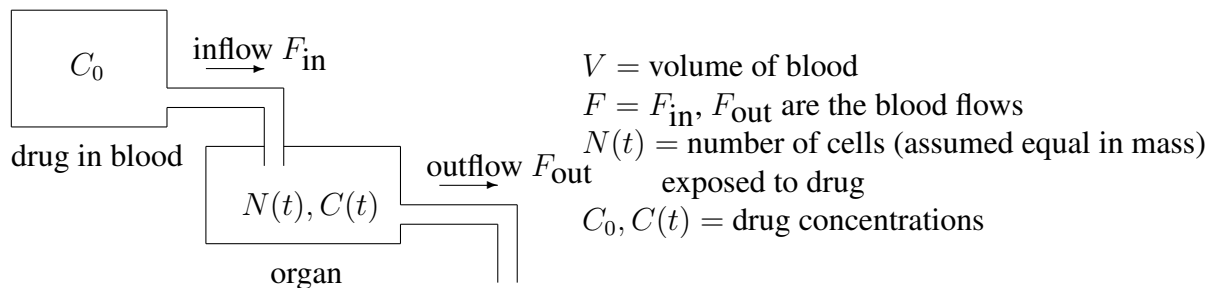 C₀
inflow F_in
drug in blood
N(t), C(t)
outflow F_out
organ
V = volume of blood
F = F_in, F_out are the blood flows
N(t) = number of cells (assumed equal in mass)
exposed to drug
C₀, C(t) = drug concentrations